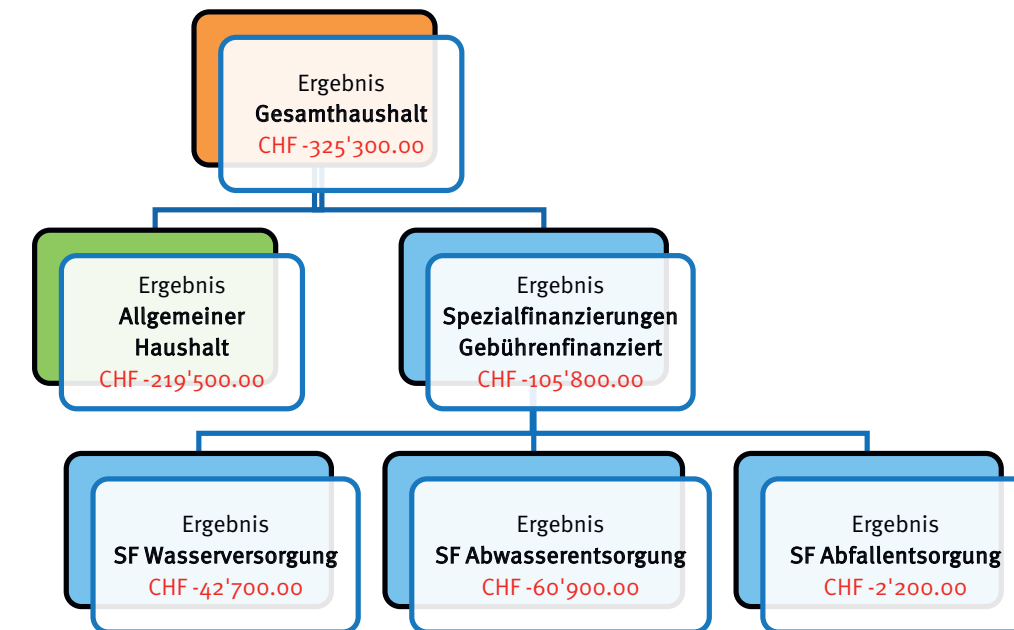 Ergebnis
Gesamthaushalt
CHF -325'300.00
Ergebnis
Allgemeiner
Haushalt
CHF -219'500.00
Ergebnis
Spezialfinanzierungen
Gebührenfinanziert
CHF -105'800.00
Ergebnis
SF Wasserversorgung
CHF -42'700.00
Ergebnis
SF Abwasserentsorgung
CHF -60'900.00
Ergebnis
SF Abfallentsorgung
CHF -2'200.00